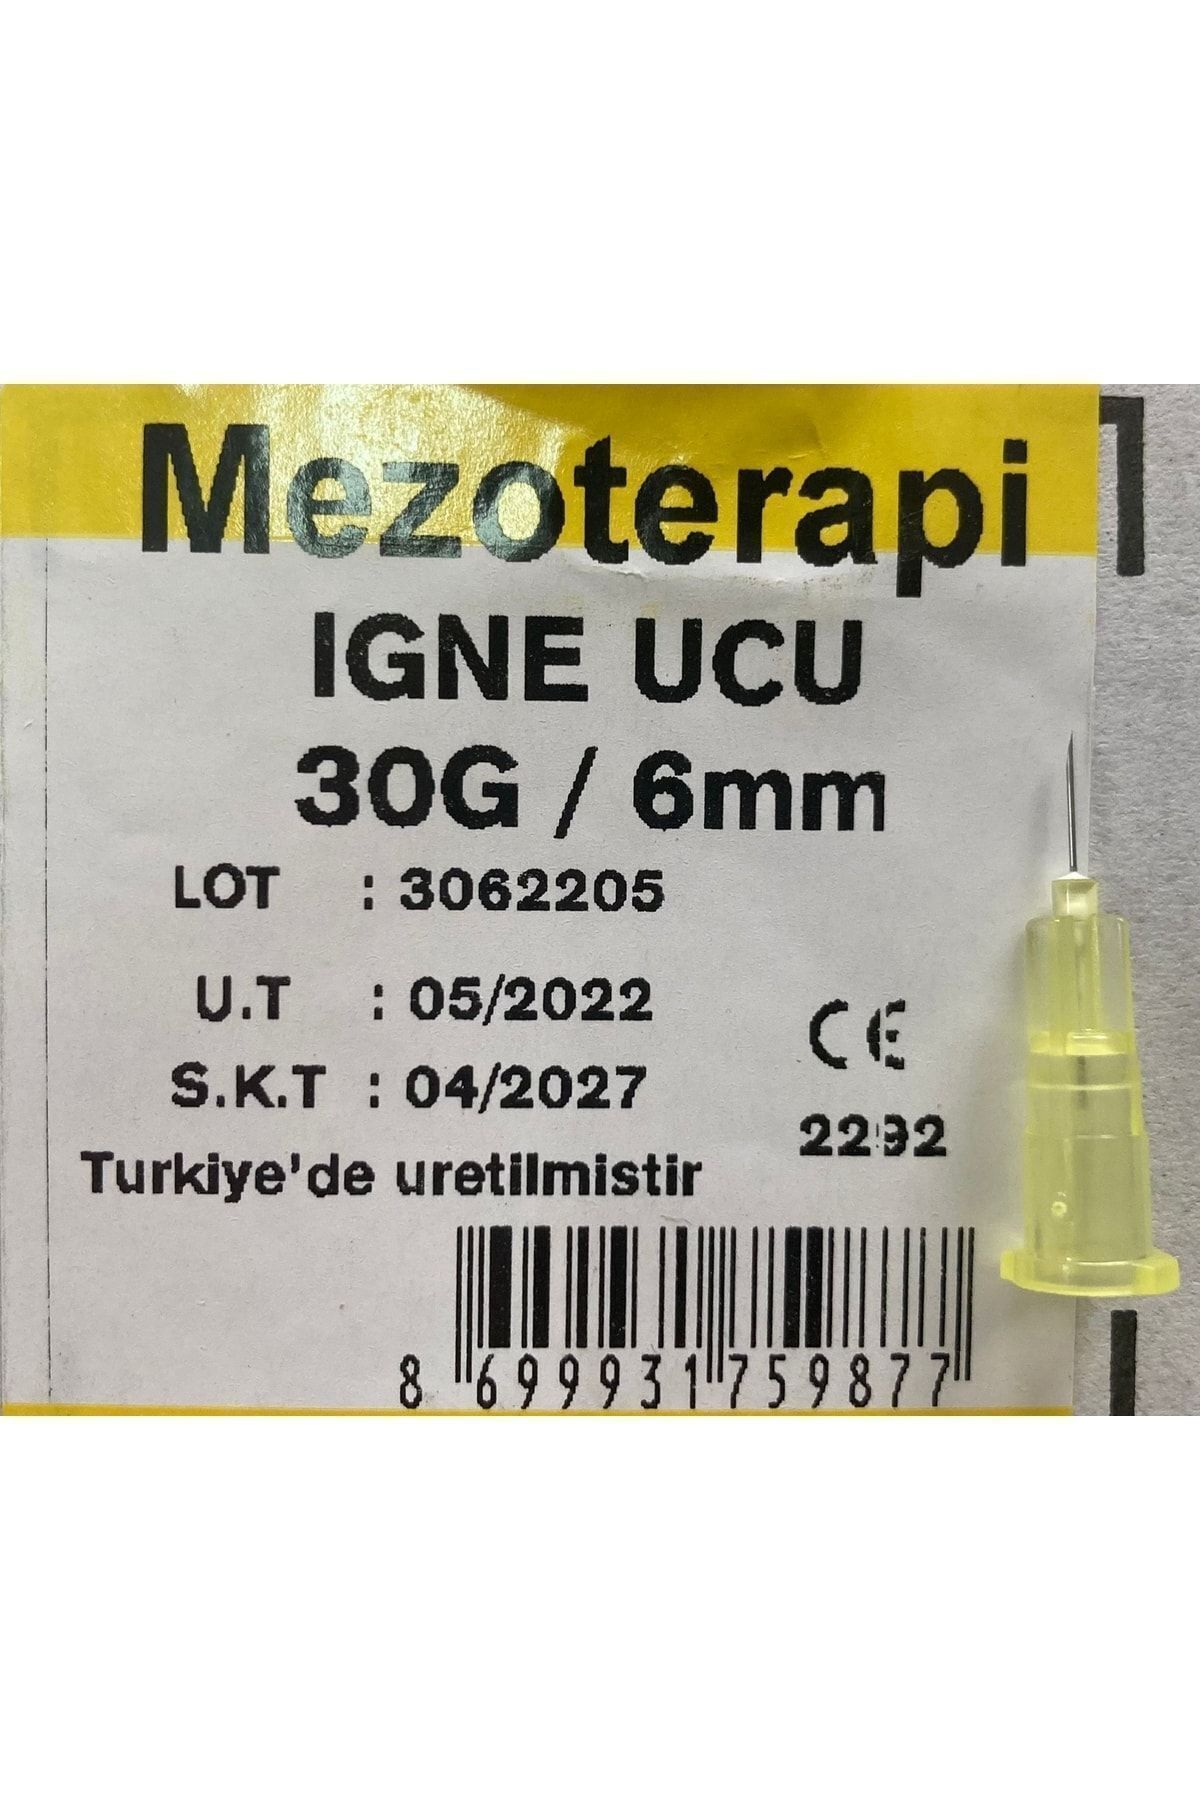 Mezoterapi
IGNE UCU
30G / 6mm
LOT : 3062205
U.T : 05/2022
S.K.T : 04/2027
CE
2292
Turkiye'de uretilmistir
8 699931 759877